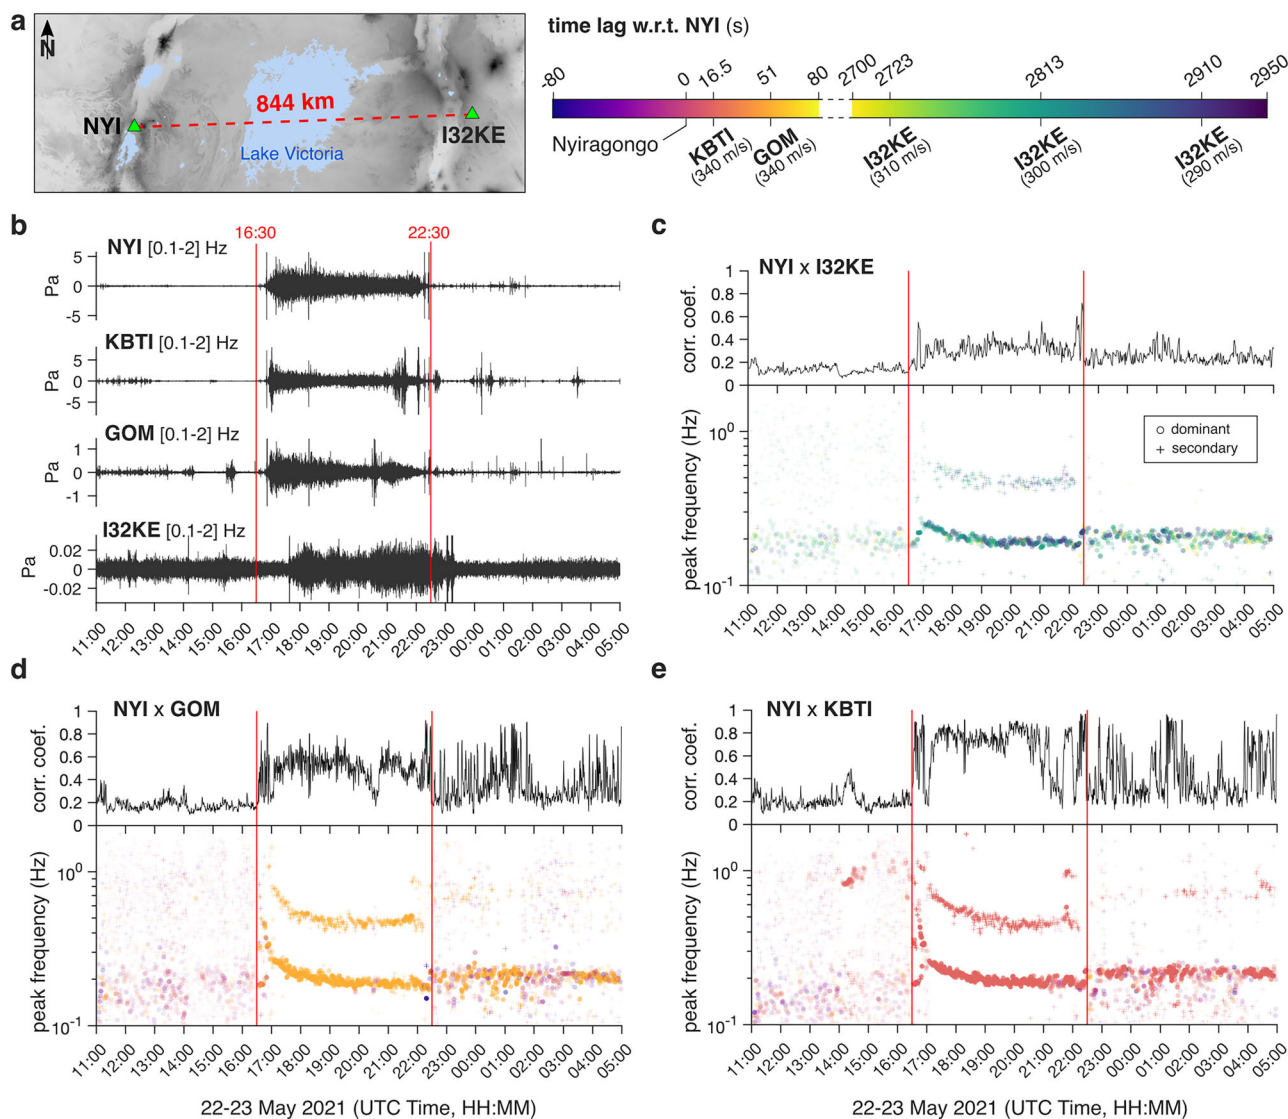 a
N
NYI
844 km
I32KE
Lake Victoria
time lag w.r.t. NYI (s)
-80 0 16.5 51 80 2700 2723 2813 2910 2950
Nyiragongo KBTI GOM I32KE I32KE I32KE
(340 m/s) (340 m/s) (310 m/s) (300 m/s) (290 m/s)
b
16:30 22:30
NYI [0.1-2] Hz
Pa
5
0
-5
KBTI [0.1-2] Hz
Pa
5
0
-5
GOM [0.1-2] Hz
Pa
1
0
-1
I32KE [0.1-2] Hz
Pa
0.02
0
-0.02
11:00 12:00 13:00 14:00 15:00 16:00 17:00 18:00 19:00 20:00 21:00 22:00 23:00 00:00 01:00 02:00 03:00 04:00 05:00
c
NYI x I32KE
corr. coef.
1
0.8
0.6
0.4
0.2
0
peak frequency (Hz)
10^0
10^-1
dominant
secondary
11:00 12:00 13:00 14:00 15:00 16:00 17:00 18:00 19:00 20:00 21:00 22:00 23:00 00:00 01:00 02:00 03:00 04:00 05:00
d
NYI x GOM
corr. coef.
1
0.8
0.6
0.4
0.2
0
peak frequency (Hz)
10^0
10^-1
11:00 12:00 13:00 14:00 15:00 16:00 17:00 18:00 19:00 20:00 21:00 22:00 23:00 00:00 01:00 02:00 03:00 04:00 05:00
22-23 May 2021 (UTC Time, HH:MM)
e
NYI x KBTI
corr. coef.
1
0.8
0.6
0.4
0.2
0
peak frequency (Hz)
10^0
10^-1
11:00 12:00 13:00 14:00 15:00 16:00 17:00 18:00 19:00 20:00 21:00 22:00 23:00 00:00 01:00 02:00 03:00 04:00 05:00
22-23 May 2021 (UTC Time, HH:MM)